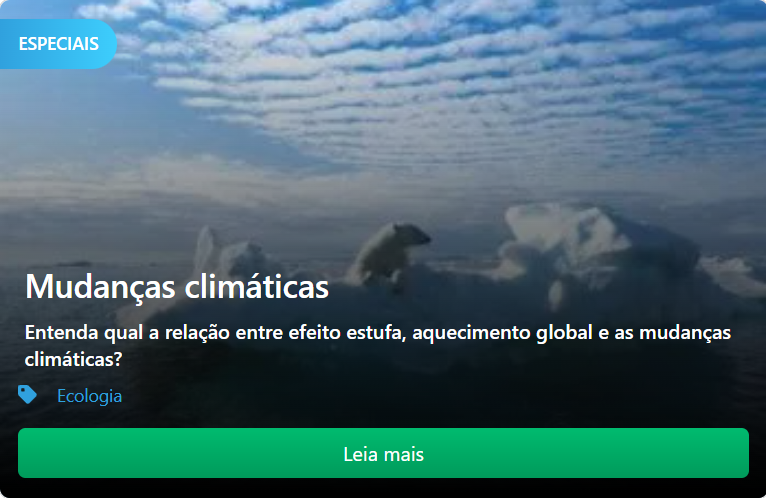 ESPECIAIS
Mudanças climáticas
Entenda qual a relação entre efeito estufa, aquecimento global e as mudanças
climáticas?
Ecologia
Leia mais